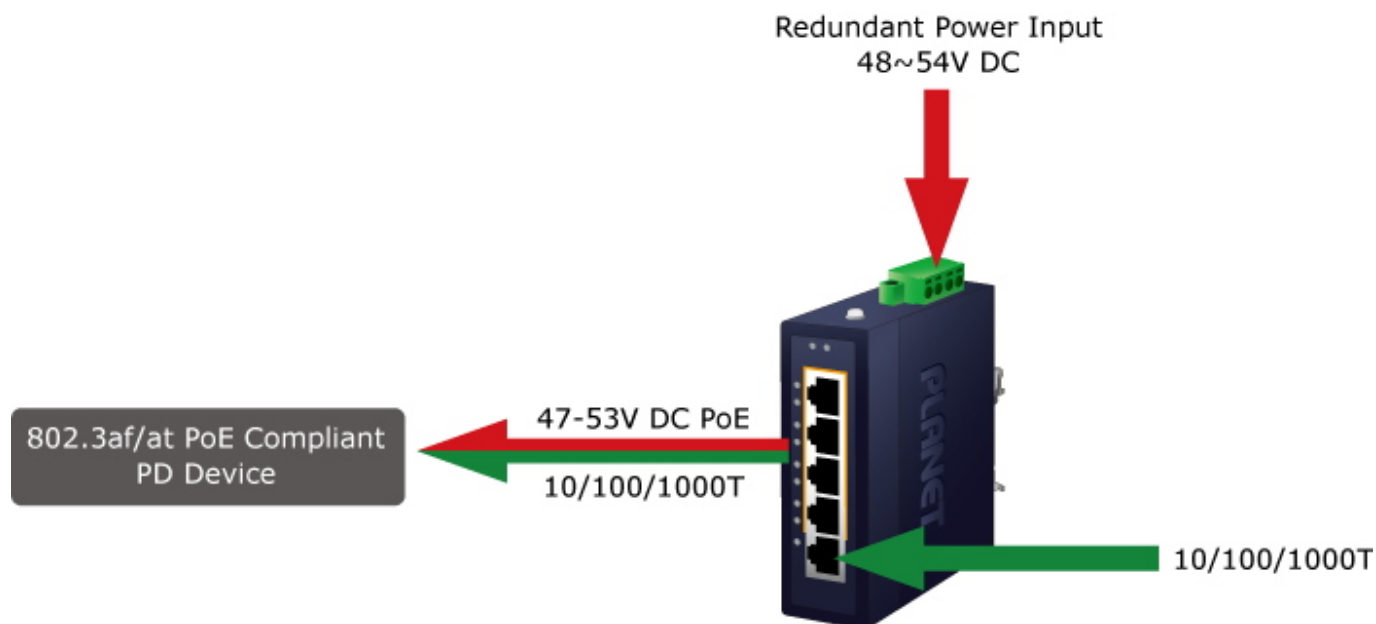 Redundant Power Input
48~54V DC
802.3af/at PoE Compliant
PD Device
47-53V DC PoE
10/100/1000T
PLANET
10/100/1000T